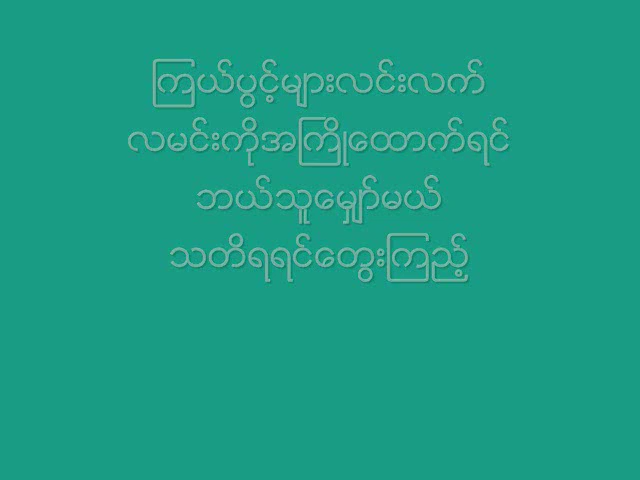 ကြယ်ပွင့်များလင်းလက်
လမင်းကိုအကြိုထောက်ရင်
ဘယ်သူမျှော်မယ်
သတိရရင်တွေးကြည့်